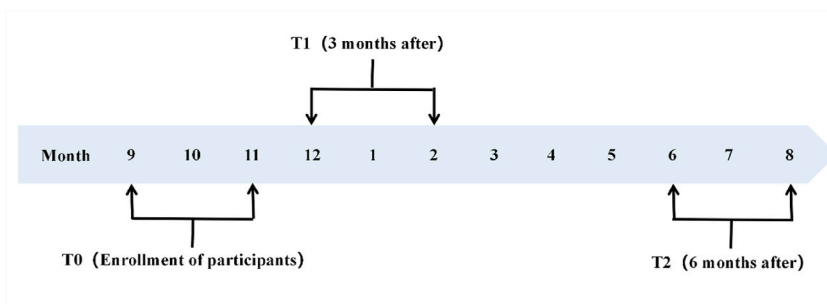 T1 (3 months after)
Month 9 10 11 12 1 2 3 4 5 6 7 8
T0 (Enrollment of participants)
T2 (6 months after)